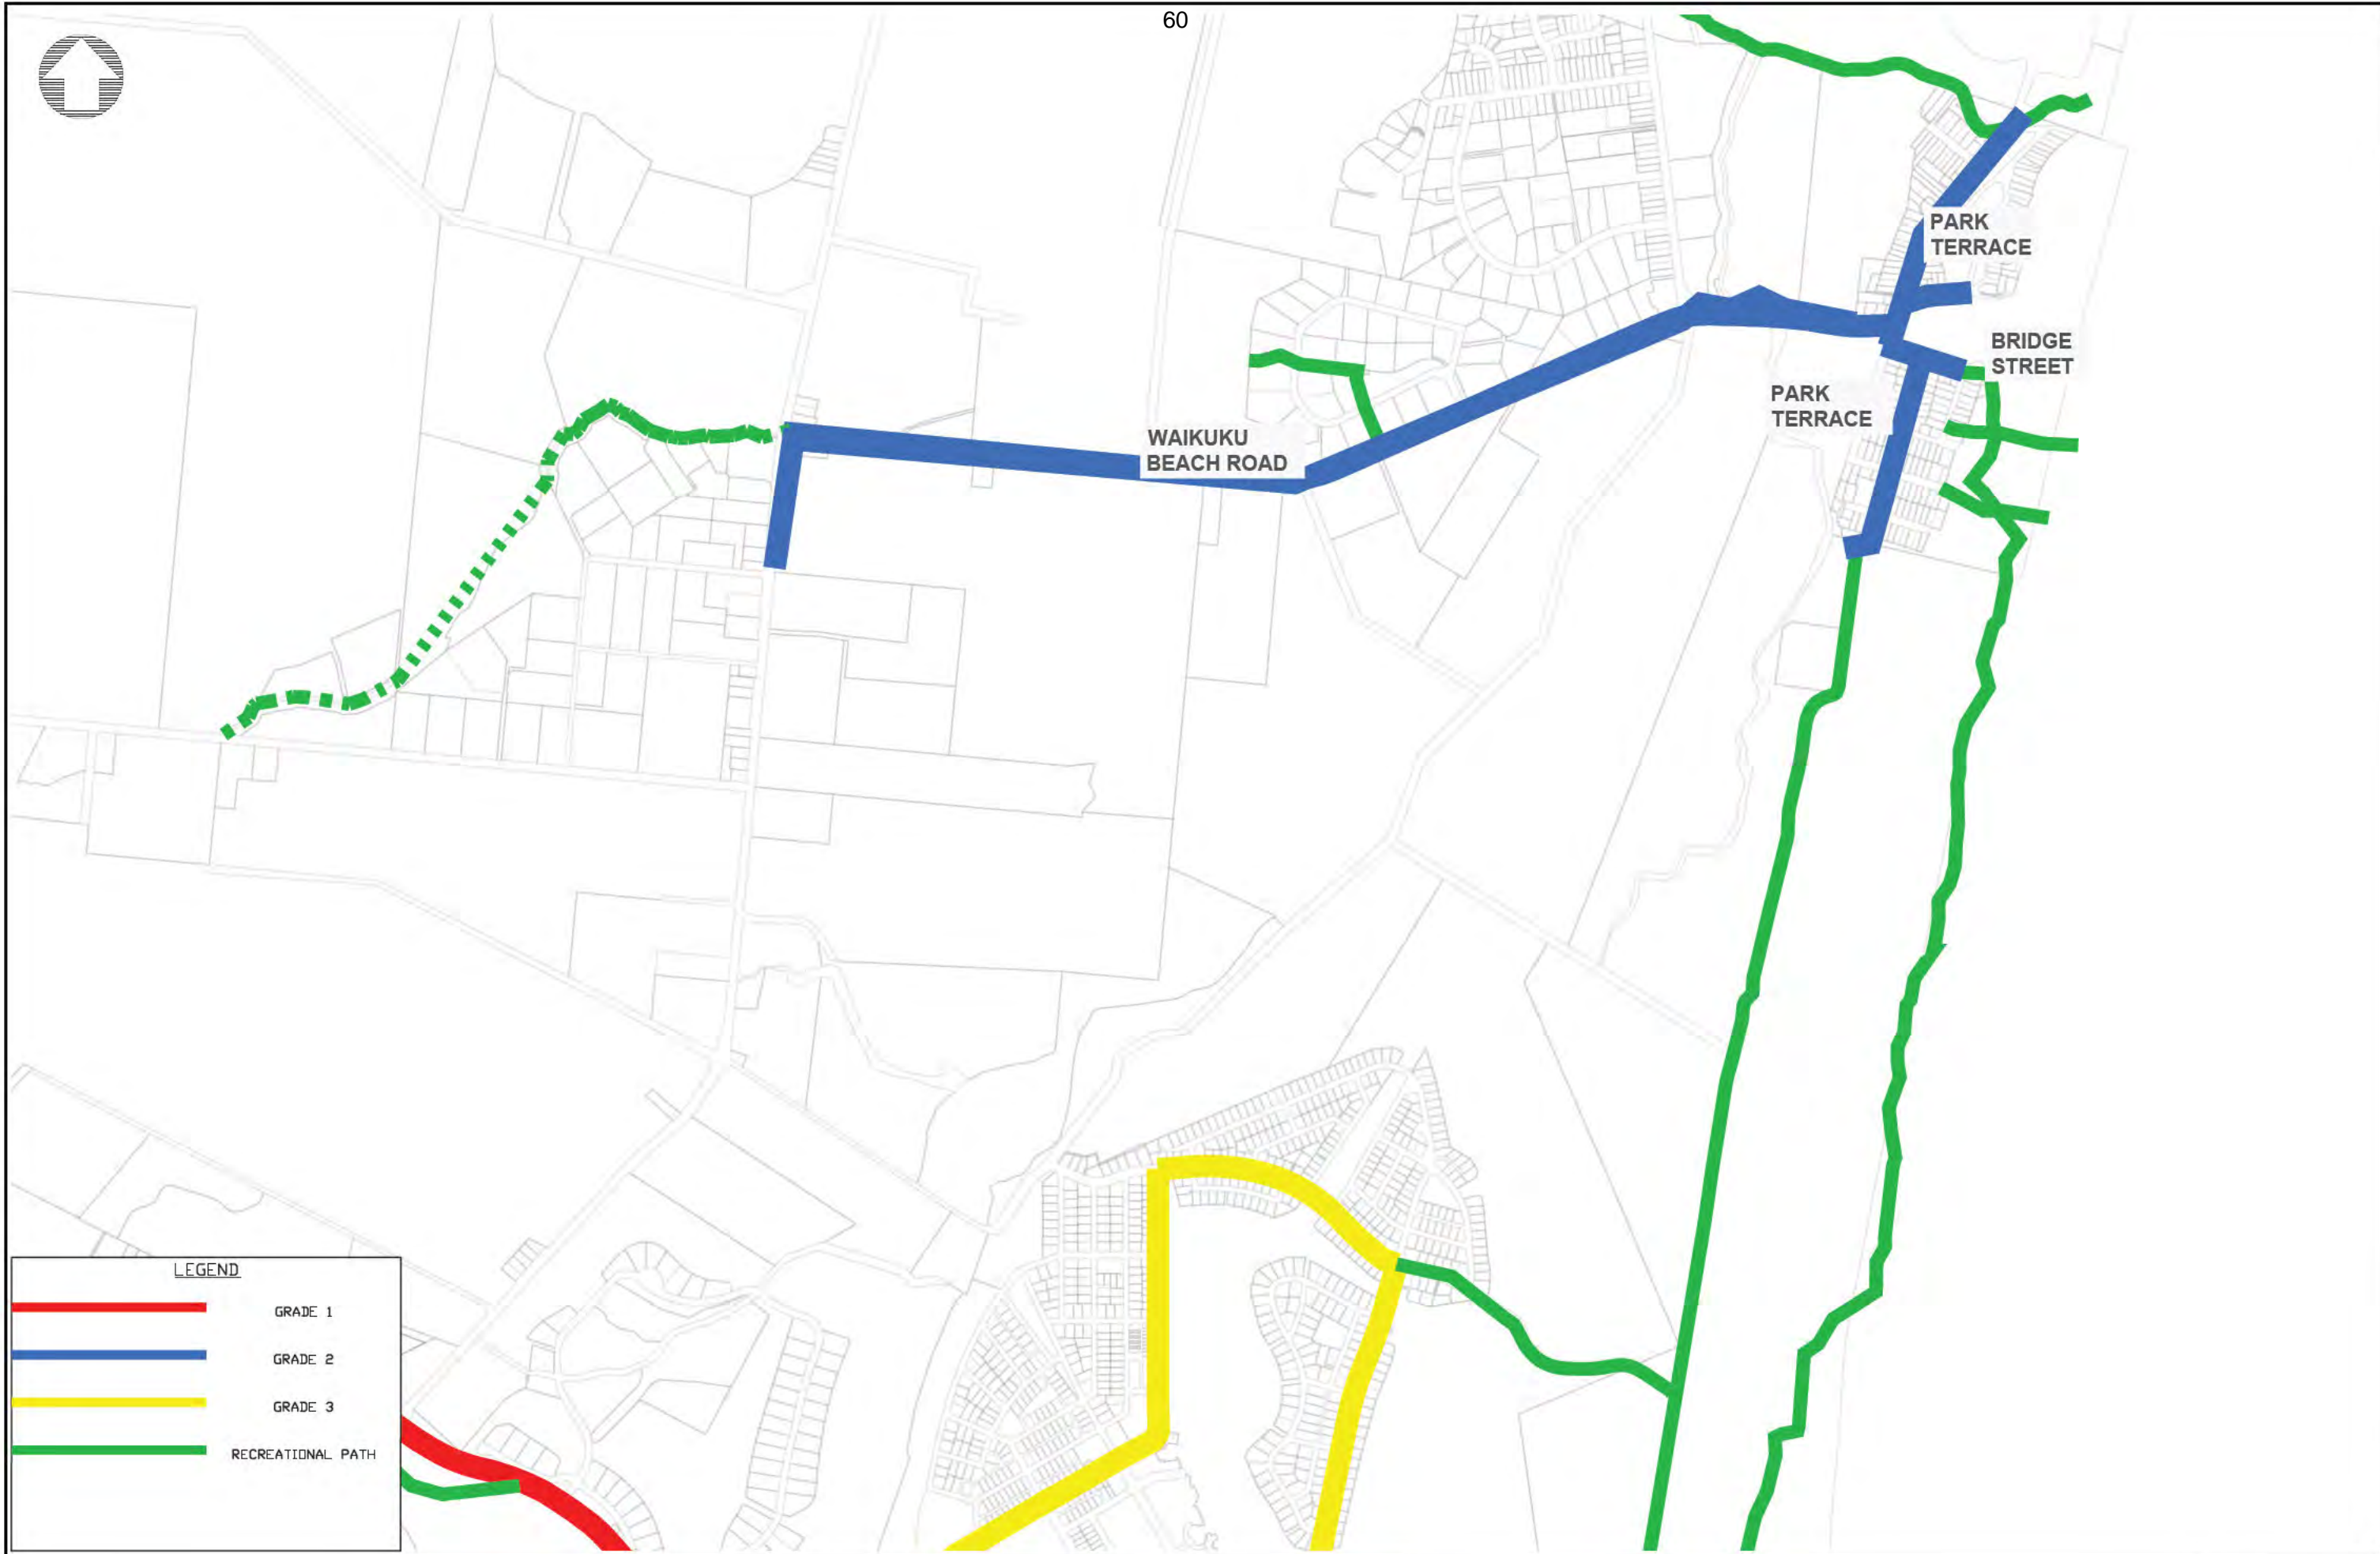 60
PARK
TERRACE
BRIDGE
STREET
PARK
TERRACE
WAIKUKU
BEACH ROAD
LEGEND
GRADE 1
GRADE 2
GRADE 3
RECREATIONAL PATH